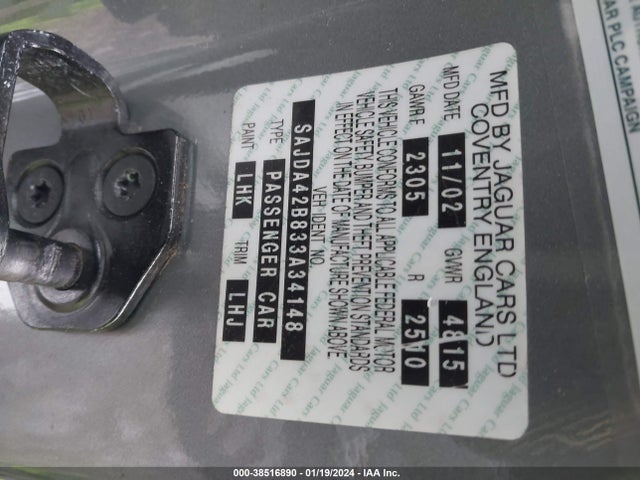 MFD BY JAGUAR CARS LTD
COVENTRY, ENGLAND
MFD DATE 11/02 GVWR 4815
GAWR F 2305 R 2510
THIS VEHICLE CONFORMS TO ALL APPLICABLE FEDERAL MOTOR
VEHICLE SAFETY, BUMPER AND THEFT PREVENTION STANDARDS
IN EFFECT ON THE DATE OF MANUFACTURE SHOWN ABOVE
VEH. IDENT NO.
SAJDA42B833A34148
TYPE PASSENGER CAR
PAINT LHK TRIM LHJ
AR PLC CAMPAIGN
000-38516890 - 01/19/2024 - IAA Inc.